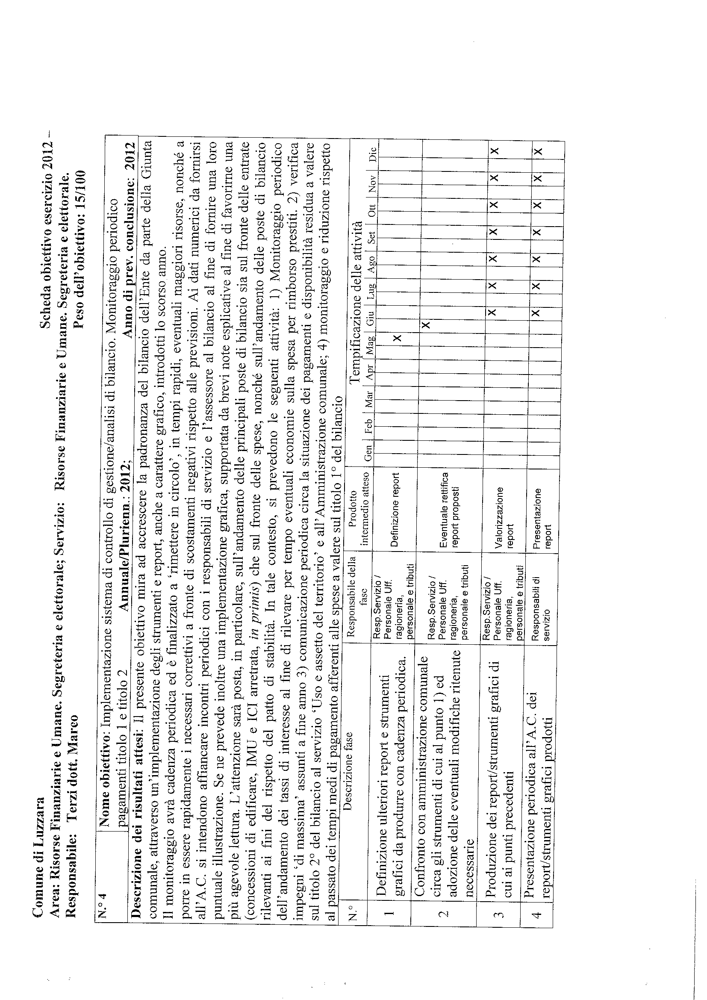 Comune di Luzzara
Scheda obiettivo esercizio 2012 –
Area: Risorse Finanziarie e Umane. Segreteria e elettorale; Servizio: Risorse Finanziarie e Umane. Segreteria e elettorale.
Responsabile: Terzi dott. Marco
Peso dell'obiettivo: 15/100
N.° 4
Nome obiettivo: Implementazione sistema di controllo di gestione/analisi di bilancio. Monitoraggio periodico
pagamenti titolo 1 e titolo 2
Annuale/Plurienn.: 2012;
Anno di prev. conclusione: 2012
Descrizione dei risultati attesi: Il presente obiettivo mira ad accrescere la padronanza del bilancio dell'Ente da parte della Giunta
comunale, attraverso un'implementazione degli strumenti e report, anche a carattere grafico, introdotti lo scorso anno.
Il monitoraggio avrà cadenza periodica ed è finalizzato a 'rimettere in circolo', in tempi rapidi, eventuali maggiori risorse, nonché a
porre in essere rapidamente i necessari correttivi a fronte di scostamenti negativi rispetto alle previsioni. Ai dati numerici da fornirsi
all'A.C. si intendono affiancare incontri periodici con i responsabili di servizio e l'assessore al bilancio al fine di fornire una loro
puntuale illustrazione. Se ne prevede inoltre una implementazione grafica, supportata da brevi note esplicative al fine di favorirne una
più agevole lettura. L'attenzione sarà posta, in particolare, sull'andamento delle principali poste di bilancio sia sul fronte delle entrate
(concessioni di edificare, IMU e ICI arretrata, in primis) che sul fronte delle spese, nonché sull'andamento delle poste di bilancio
rilevanti ai fini del rispetto del patto di stabilità. In tale contesto, si prevedono le seguenti attività: 1) Monitoraggio periodico
dell'andamento dei tassi di interesse al fine di rilevare per tempo eventuali economie sulla spesa per rimborso prestiti. 2) verifica
impegni 'di massima' assunti a fine anno 3) comunicazione periodica circa la situazione dei pagamenti e disponibilità residua a valere
sul titolo 2° del bilancio al servizio 'Uso e assetto del territorio' e all'Amministrazione comunale; 4) monitoraggio e riduzione rispetto
al passato dei tempi medi di pagamento afferenti alle spese a valere sul titolo 1° del bilancio
N.°
Descrizione fase
Responsabile della
fase
Prodotto
intermedio atteso
Tempificazione delle attività
Gen Feb Mar Apr Mag Giu Lug Ago Set Ott Nov Dic
1
Definizione ulteriori report e strumenti
grafici da produrre con cadenza periodica.
Resp.Servizio /
Personale Uff.
ragioneria,
personale e tributi
Definizione report
X
2
Confronto con amministrazione comunale
circa gli strumenti di cui al punto 1) ed
adozione delle eventuali modifiche ritenute
necessarie
Resp.Servizio /
Personale Uff.
ragioneria,
personale e tributi
Eventuale rettifica
report proposti
X
3
Produzione dei report/strumenti grafici di
cui ai punti precedenti
Resp.Servizio /
Personale Uff.
ragioneria,
personale e tributi
Valorizzazione
report
X X X X X X X
4
Presentazione periodica all'A.C. dei
report/strumenti grafici prodotti
Responsabili di
servizio
Presentazione
report
X X X X X X X